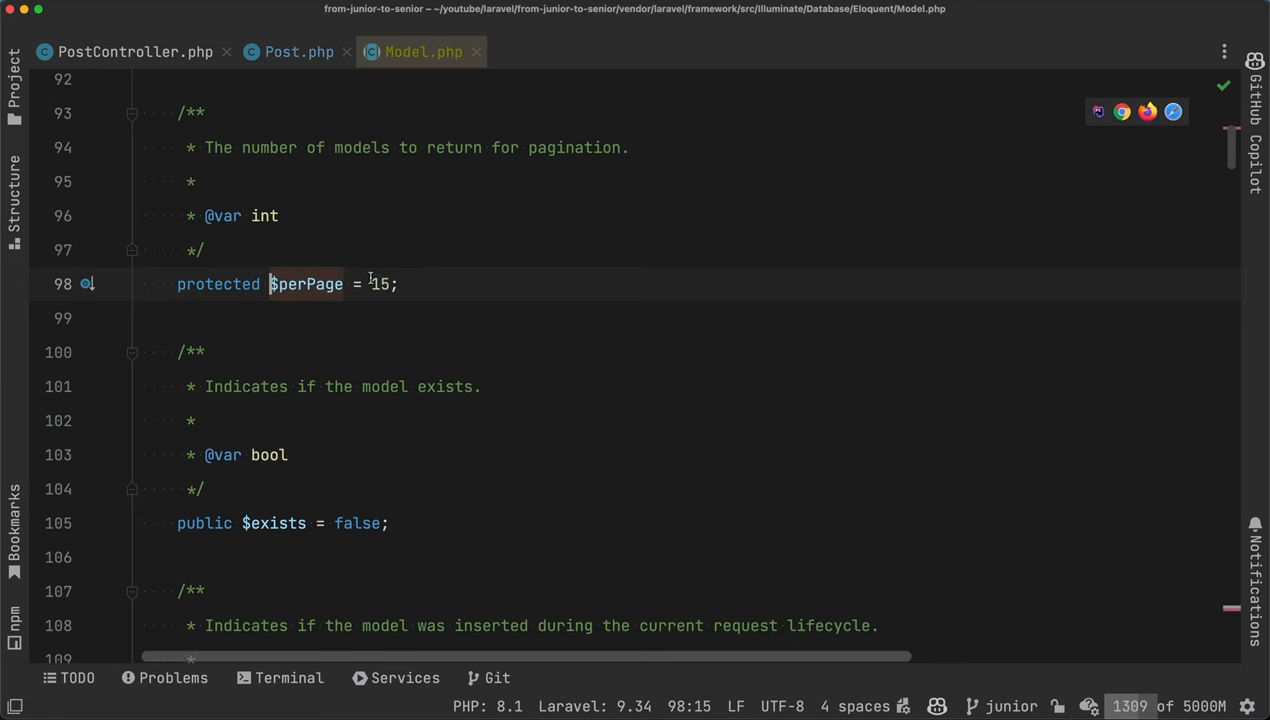 from-junior-to-senior – ~/youtube/laravel/from-junior-to-senior/vendor/laravel/framework/src/Illuminate/Database/Eloquent/Model.php
PostController.php
Post.php
Model.php
Project
Structure
Bookmarks
npm
92
93 /**
94 * The number of models to return for pagination.
95 *
96 * @var int
97 */
98 protected $perPage = 15;
99
100 /**
101 * Indicates if the model exists.
102 *
103 * @var bool
104 */
105 public $exists = false;
106
107 /**
108 * Indicates if the model was inserted during the current request lifecycle.
109 *
GitHub Copilot
Notifications
TODO Problems Terminal Services Git
PHP: 8.1 Laravel: 9.34 98:15 LF UTF-8 4 spaces junior 1309 of 5000M